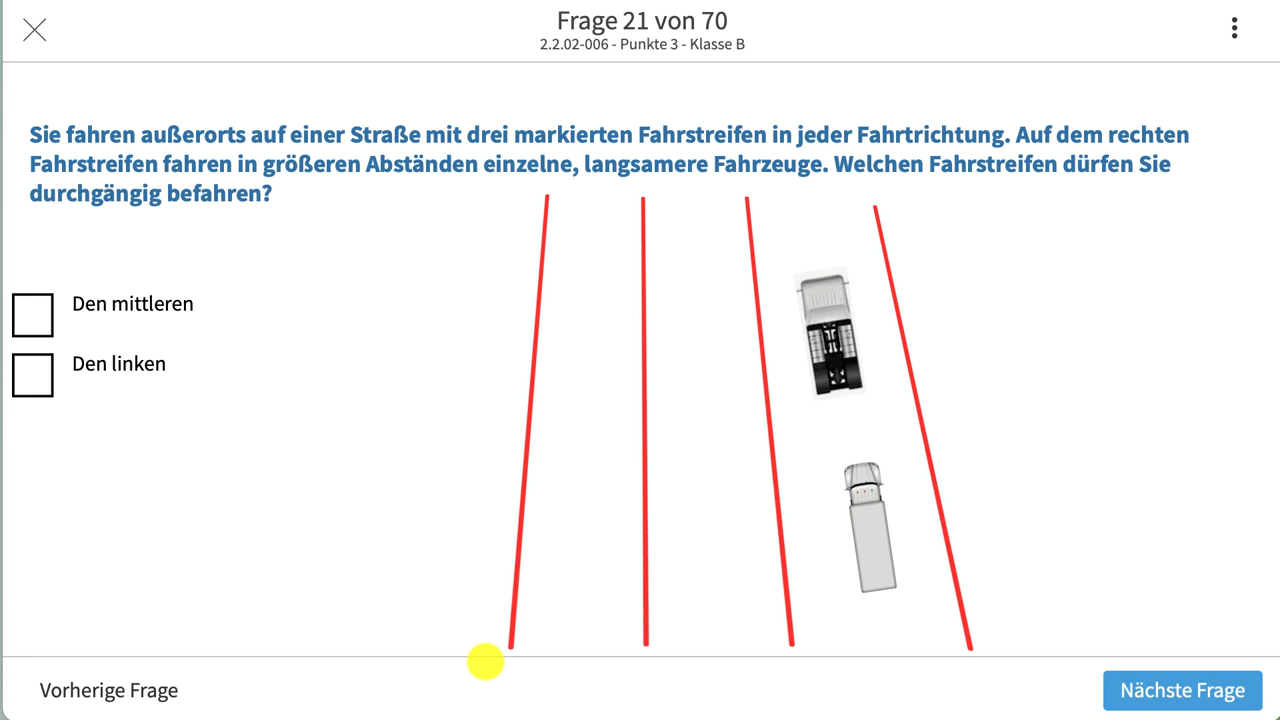 Frage 21 von 70
2.2.02-006 - Punkte 3 - Klasse B
Sie fahren außerorts auf einer Straße mit drei markierten Fahrstreifen in jeder Fahrtrichtung. Auf dem rechten
Fahrstreifen fahren in größeren Abständen einzelne, langsamere Fahrzeuge. Welchen Fahrstreifen dürfen Sie
durchgängig befahren?
Den mittleren
Den linken
Vorherige Frage
Nächste Frage